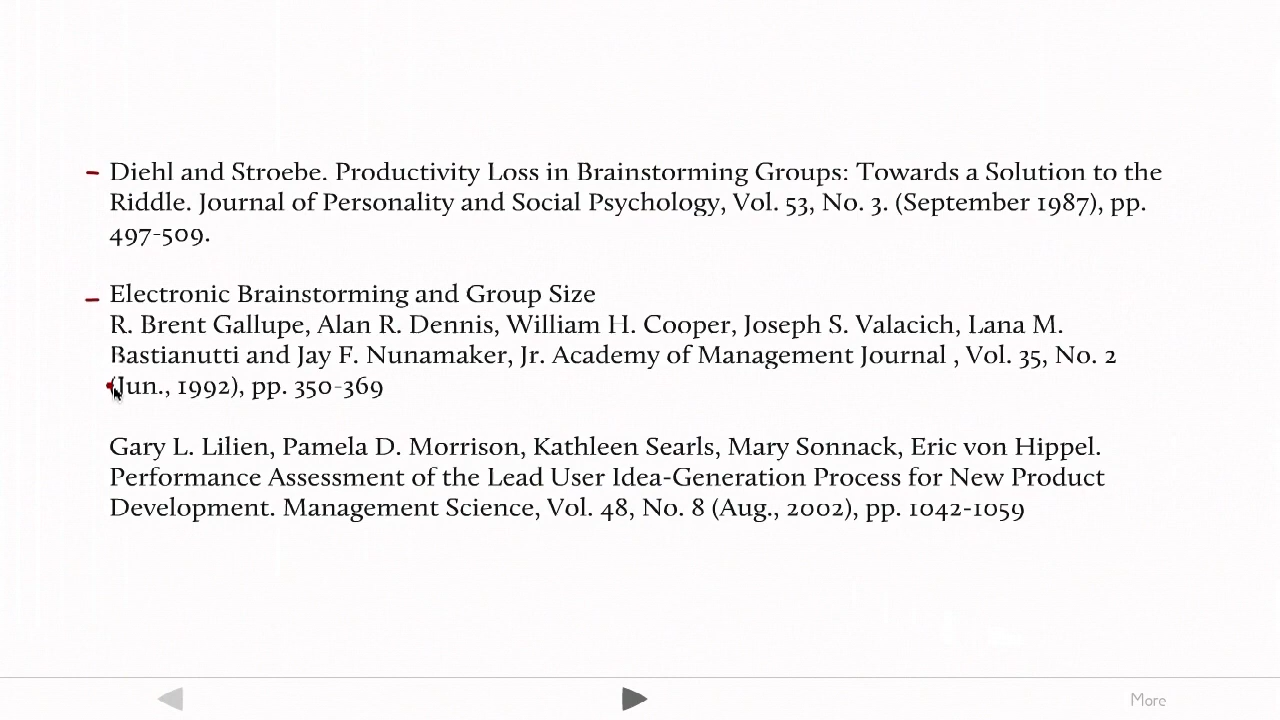 Diehl and Stroebe. Productivity Loss in Brainstorming Groups: Towards a Solution to the
Riddle. Journal of Personality and Social Psychology, Vol. 53, No. 3. (September 1987), pp.
497-509.
Electronic Brainstorming and Group Size
R. Brent Gallupe, Alan R. Dennis, William H. Cooper, Joseph S. Valacich, Lana M.
Bastianutti and Jay F. Nunamaker, Jr. Academy of Management Journal , Vol. 35, No. 2
(Jun., 1992), pp. 350-369
Gary L. Lilien, Pamela D. Morrison, Kathleen Searls, Mary Sonnack, Eric von Hippel.
Performance Assessment of the Lead User Idea-Generation Process for New Product
Development. Management Science, Vol. 48, No. 8 (Aug., 2002), pp. 1042-1059
More